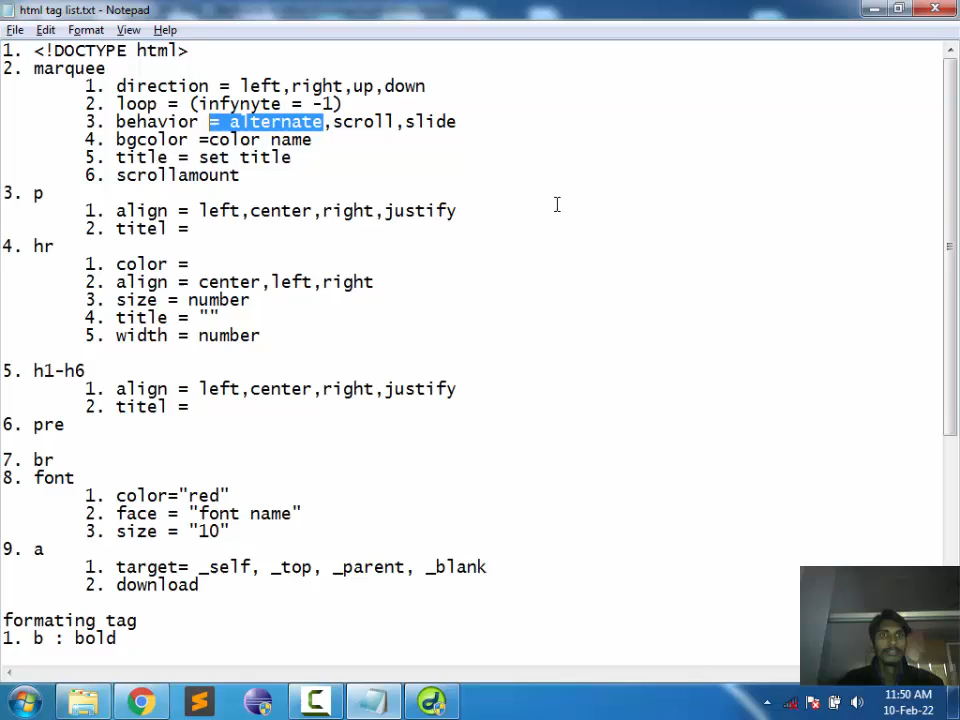 html tag list.txt - Notepad
File Edit Format View Help
1. <!DOCTYPE html>
2. marquee
1. direction = left,right,up,down
2. loop = (infynyte = -1)
3. behavior = alternate,scroll,slide
4. bgcolor =color name
5. title = set title
6. scrollamount
3. p
1. align = left,center,right,justify
2. titel =
4. hr
1. color =
2. align = center,left,right
3. size = number
4. title = ""
5. width = number
5. h1-h6
1. align = left,center,right,justify
2. titel =
6. pre
7. br
8. font
1. color="red"
2. face = "font name"
3. size = "10"
9. a
1. target= _self, _top, _parent, _blank
2. download
formating tag
1. b : bold
11:50 AM
10-Feb-22